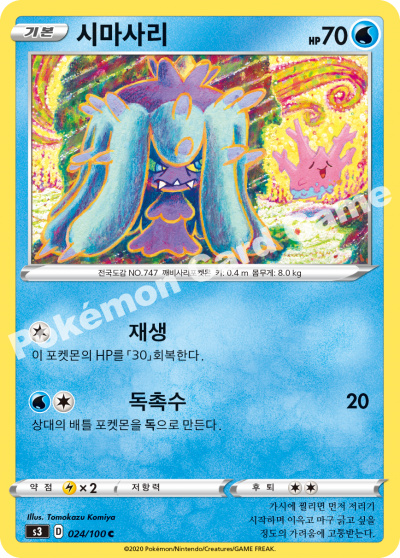 기본 시마사리 HP 70
전국도감 NO.747 깨비사리포켓몬 키: 0.4 m 몸무게: 8.0 kg
재생
이 포켓몬의 HP를 「30」회복한다.
독촉수 20
상대의 배틀 포켓몬을 독으로 만든다.
약점 ×2 저항력 후퇴
Illus. Tomokazu Komiya
s3 D 024/100 C
가시에 찔리면 먼저 저리기
시작하며 이윽고 마구 긁고 싶을
정도의 가려움에 고통받는다.
©2020 Pokémon/Nintendo/Creatures/GAME FREAK.
Pokémon Card Game